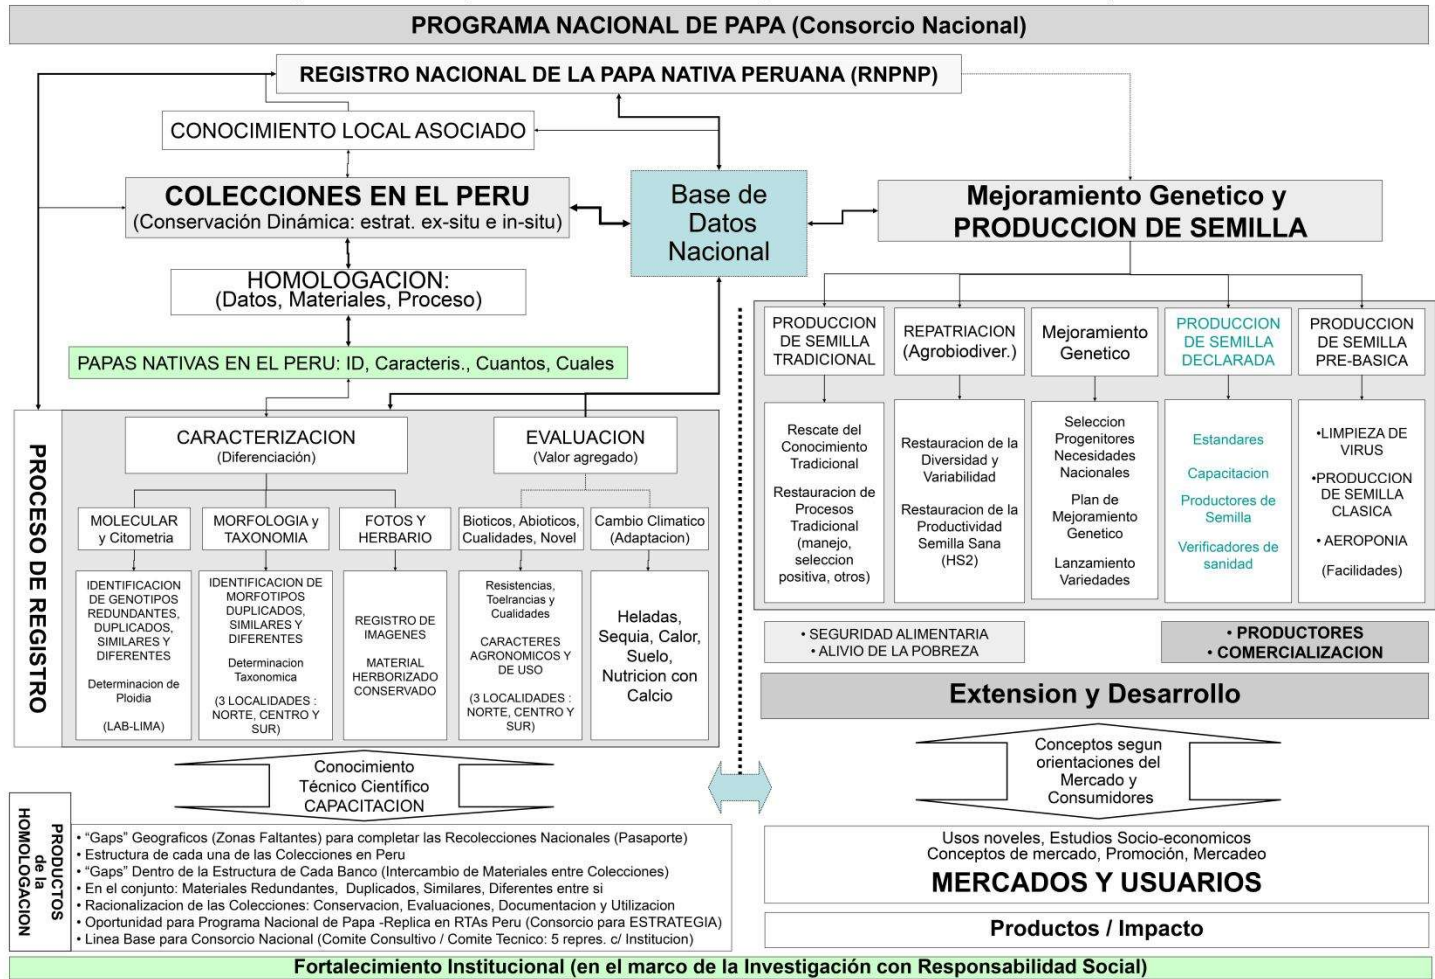 PROGRAMA NACIONAL DE PAPA (Consorcio Nacional)
REGISTRO NACIONAL DE LA PAPA NATIVA PERUANA (RNPNP)
CONOCIMIENTO LOCAL ASOCIADO
COLECCIONES EN EL PERU
(Conservación Dinámica: estrat. ex-situ e in-situ)
Base de
Datos
Nacional
Mejoramiento Genetico y
PRODUCCION DE SEMILLA
HOMOLOGACION:
(Datos, Materiales, Proceso)
PAPAS NATIVAS EN EL PERU: ID, Caracteris., Cuantos, Cuales
PROCESO DE REGISTRO
CARACTERIZACION
(Diferenciación)
EVALUACION
(Valor agregado)
MOLECULAR
y Citometria
MORFOLOGIA y
TAXONOMIA
FOTOS Y
HERBARIO
Bioticos, Abioticos,
Cualidades, Novel
Cambio Climatico
(Adaptacion)
IDENTIFICACION
DE GENOTIPOS
REDUNDANTES,
DUPLICADOS,
SIMILARES Y
DIFERENTES
Determinacion de
Ploidia
(LAB-LIMA)
IDENTIFICACION DE
MORFOTIPOS
DUPLICADOS,
SIMILARES Y
DIFERENTES
Determinacion
Taxonomica
(3 LOCALIDADES :
NORTE, CENTRO Y
SUR)
REGISTRO DE
IMAGENES
MATERIAL
HERBORIZADO
CONSERVADO
Resistencias,
Toelrancias y
Cualidades
CARACTERES
AGRONOMICOS Y
DE USO
(3 LOCALIDADES :
NORTE, CENTRO Y
SUR)
Heladas,
Sequia, Calor,
Suelo,
Nutricion con
Calcio
PRODUCCION
DE SEMILLA
TRADICIONAL
REPATRIACION
(Agrobiodiver.)
Mejoramiento
Genetico
PRODUCCION
DE SEMILLA
DECLARADA
PRODUCCION
DE SEMILLA
PRE-BASICA
Rescate del
Conocimiento
Tradicional
Restauracion de
Procesos
Tradicional
(manejo,
seleccion
positiva, otros)
Restauracion de la
Diversidad y
Variabilidad
Restauracion de la
Productividad
Semilla Sana
(HS2)
Seleccion
Progenitores
Necesidades
Nacionales
Plan de
Mejoramiento
Genetico
Lanzamiento
Variedades
Estandares
Capacitacion
Productores de
Semilla
Verificadores de
sanidad
•LIMPIEZA DE
VIRUS
•PRODUCCION
DE SEMILLA
CLASICA
• AEROPONIA
(Facilidades)
• SEGURIDAD ALIMENTARIA
• ALIVIO DE LA POBREZA
• PRODUCTORES
• COMERCIALIZACION
Extension y Desarrollo
Conocimiento
Técnico Científico
CAPACITACION
Conceptos segun
orientaciones del
Mercado y
Consumidores
PRODUCTOS
de la
HOMOLOGACION
• “Gaps” Geograficos (Zonas Faltantes) para completar las Recolecciones Nacionales (Pasaporte)
• Estructura de cada una de las Colecciones en Peru
• “Gaps” Dentro de la Estructura de Cada Banco (Intercambio de Materiales entre Colecciones)
• En el conjunto: Materiales Redundantes, Duplicados, Similares, Diferentes entre si
• Racionalizacion de las Colecciones: Conservacion, Evaluaciones, Documentacion y Utilizacion
• Oportunidad para Programa Nacional de Papa -Replica en RTAs Peru (Consorcio para ESTRATEGIA)
• Linea Base para Consorcio Nacional (Comite Consultivo / Comite Tecnico: 5 repres. c/ Institucion)
Usos noveles, Estudios Socio-economicos
Conceptos de mercado, Promoción, Mercadeo
MERCADOS Y USUARIOS
Productos / Impacto
Fortalecimiento Institucional (en el marco de la Investigación con Responsabilidad Social)